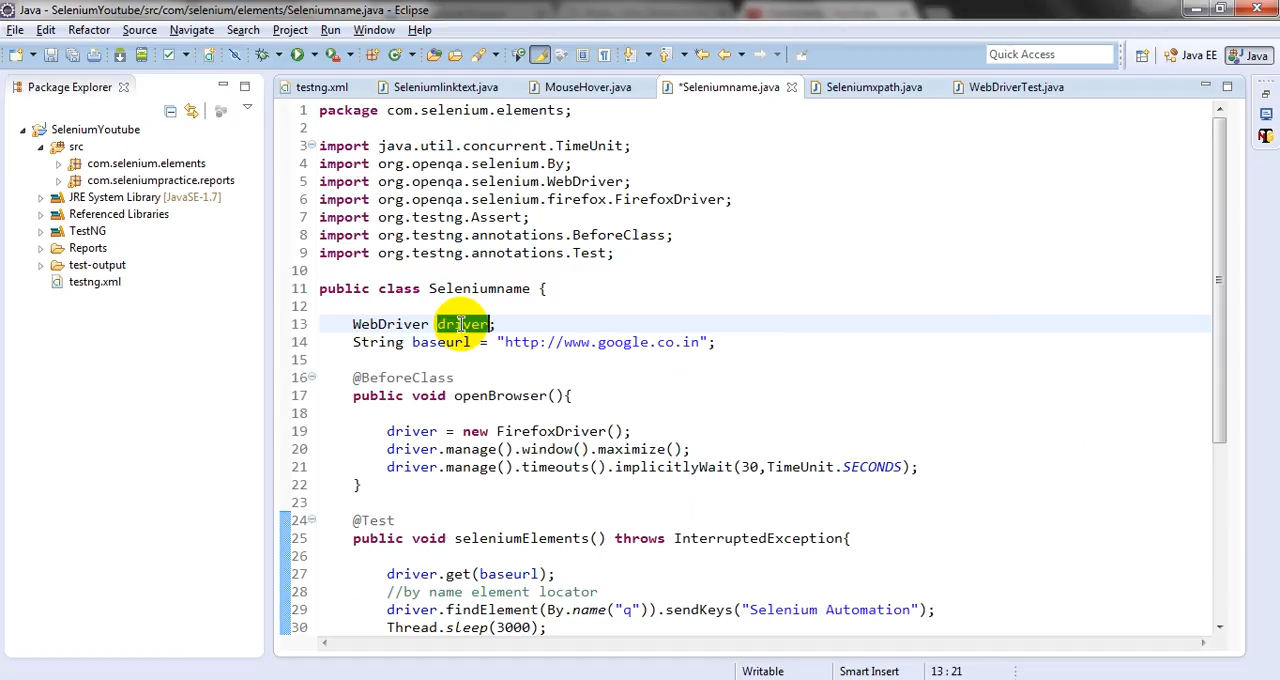 Java - SeleniumYoutube/src/com/selenium/elements/Seleniumname.java - Eclipse
File Edit Refactor Source Navigate Search Project Run Window Help
Quick Access
Java EE
Java
Package Explorer
SeleniumYoutube
src
com.selenium.elements
com.seleniumpractice.reports
JRE System Library [JavaSE-1.7]
Referenced Libraries
TestNG
Reports
test-output
testng.xml
testng.xml Seleniumlinktext.java MouseHover.java *Seleniumname.java Seleniumxpath.java WebDriverTest.java
1 package com.selenium.elements;
2
3 import java.util.concurrent.TimeUnit;
4 import org.openqa.selenium.By;
5 import org.openqa.selenium.WebDriver;
6 import org.openqa.selenium.firefox.FirefoxDriver;
7 import org.testng.Assert;
8 import org.testng.annotations.BeforeClass;
9 import org.testng.annotations.Test;
10
11 public class Seleniumname {
12
13 WebDriver driver;
14 String baseurl = "http://www.google.co.in";
15
16 @BeforeClass
17 public void openBrowser(){
18
19 driver = new FirefoxDriver();
20 driver.manage().window().maximize();
21 driver.manage().timeouts().implicitlyWait(30,TimeUnit.SECONDS);
22 }
23
24 @Test
25 public void seleniumElements() throws InterruptedException{
26
27 driver.get(baseurl);
28 //by name element locator
29 driver.findElement(By.name("q")).sendKeys("Selenium Automation");
30 Thread.sleep(3000);
Writable Smart Insert 13 : 21